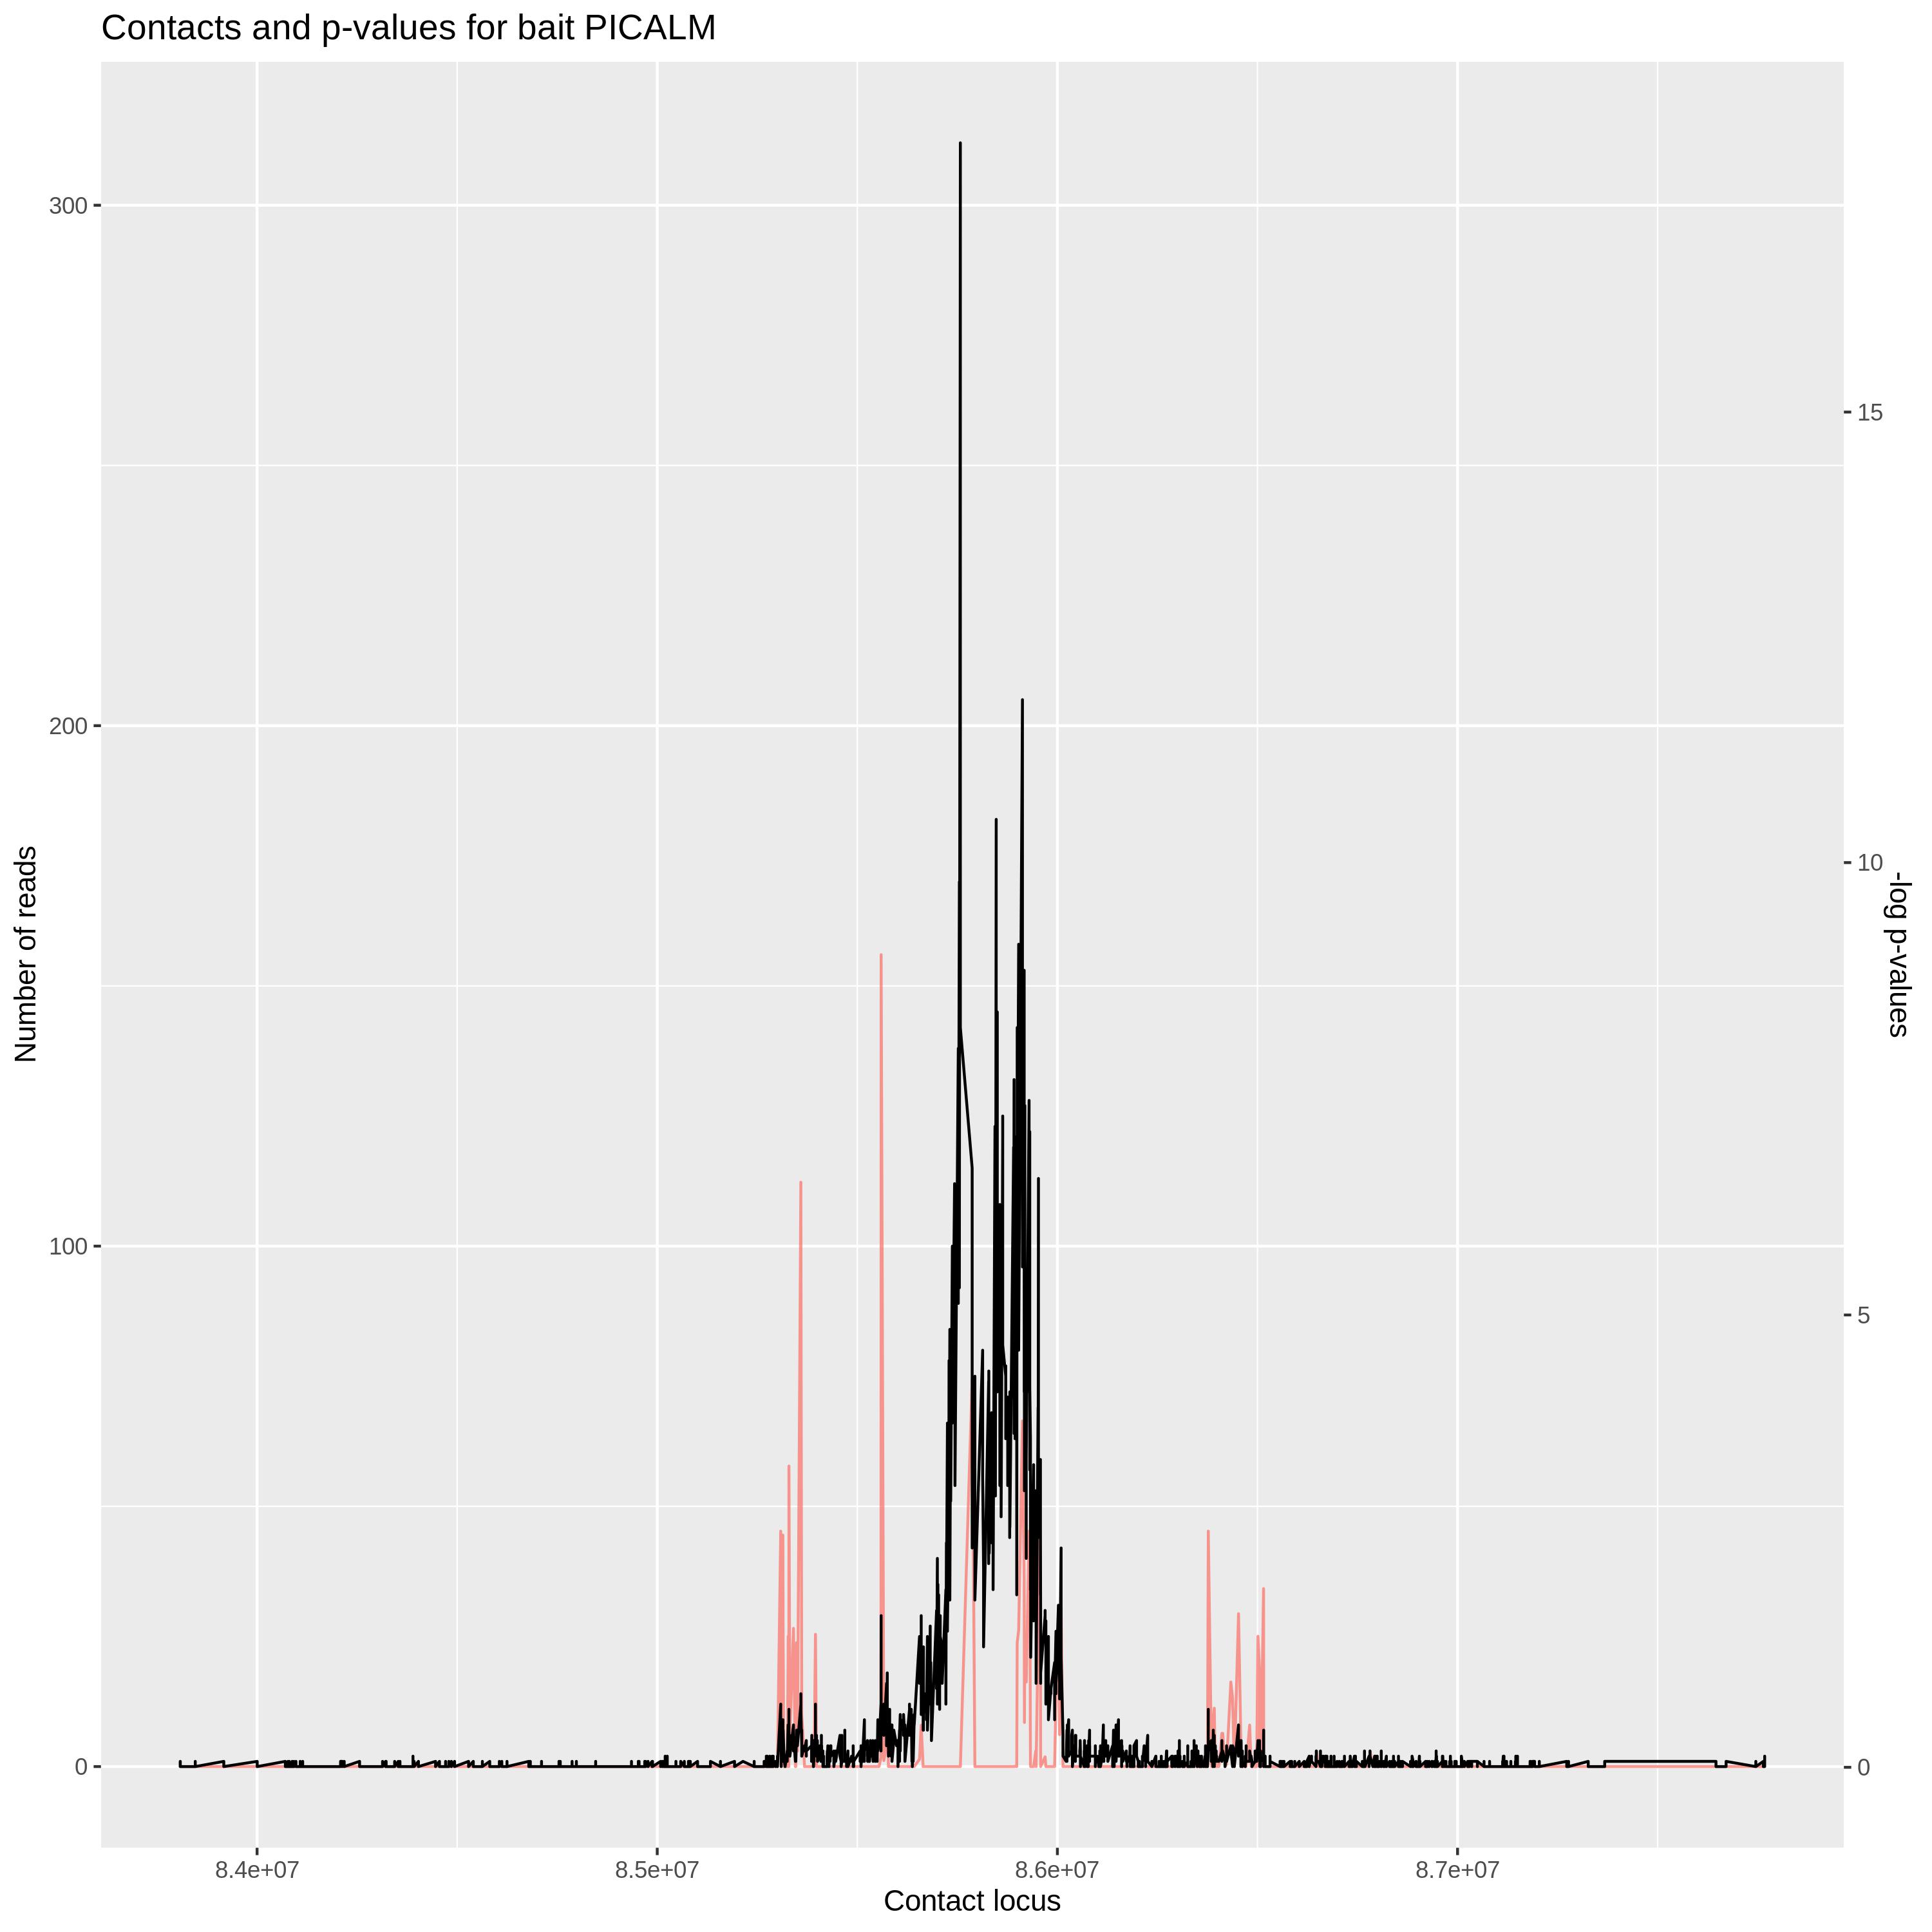 Contacts and p-values for bait PICALM
300
200
100
0
Number of reads
15
10
5
0
-log p-values
8.4e+07 8.5e+07 8.6e+07 8.7e+07
Contact locus